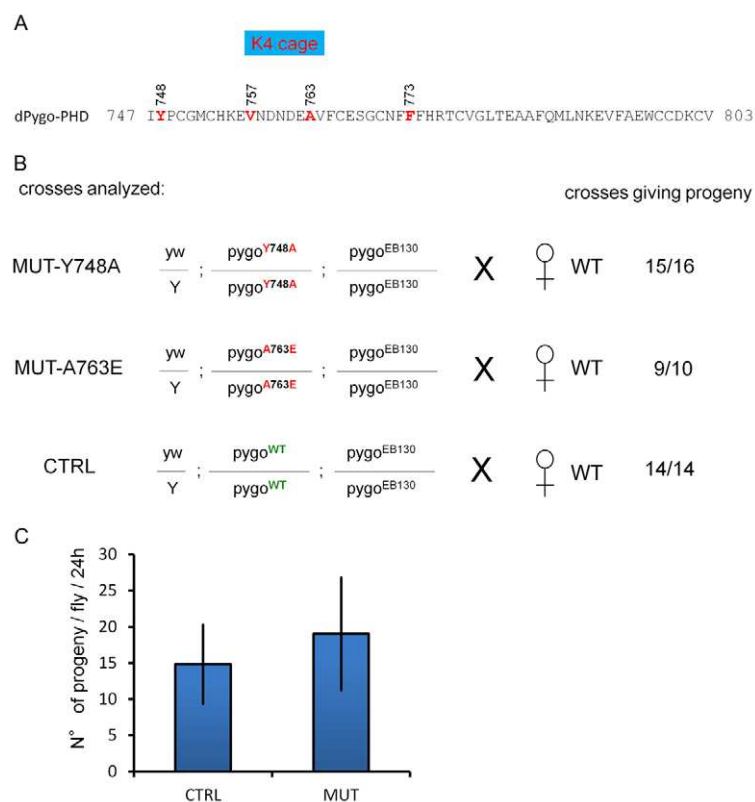 A
K4 cage
748 757 763 773
dPygo-PHD 747 IYPCGMCHKEVNDNDEAVFCESGCNFFFHRTCVGLTEAAFQMLNKEVFAEWCCDKCV 803
B
crosses analyzed:
crosses giving progeny
MUT-Y748A yw / Y ; pygoY748A / pygoY748A ; pygoEB130 / pygoEB130 X ♀ WT 15/16
MUT-A763E yw / Y ; pygoA763E / pygoA763E ; pygoEB130 / pygoEB130 X ♀ WT 9/10
CTRL yw / Y ; pygoWT / pygoWT ; pygoEB130 / pygoEB130 X ♀ WT 14/14
C
N° of progeny / fly / 24h
30
25
20
15
10
5
0
CTRL MUT